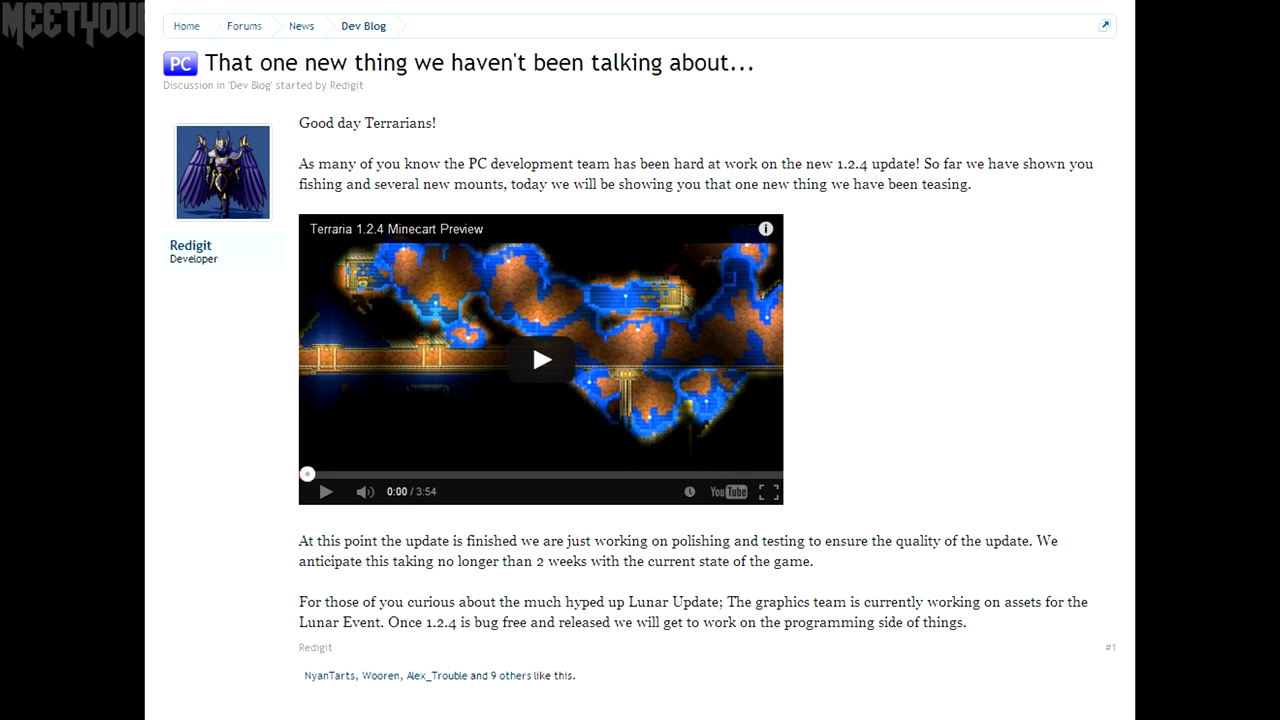 MEETYOU
Home Forums News Dev Blog
PC That one new thing we haven't been talking about...
Discussion in 'Dev Blog' started by Redigit
Good day Terrarians!
As many of you know the PC development team has been hard at work on the new 1.2.4 update! So far we have shown you
fishing and several new mounts, today we will be showing you that one new thing we have been teasing.
Redigit
Developer
Terraria 1.2.4 Minecart Preview
0:00 / 3:54
YouTube
At this point the update is finished we are just working on polishing and testing to ensure the quality of the update. We
anticipate this taking no longer than 2 weeks with the current state of the game.
For those of you curious about the much hyped up Lunar Update; The graphics team is currently working on assets for the
Lunar Event. Once 1.2.4 is bug free and released we will get to work on the programming side of things.
Redigit #1
NyanTarts, Wooren, Alex_Trouble and 9 others like this.